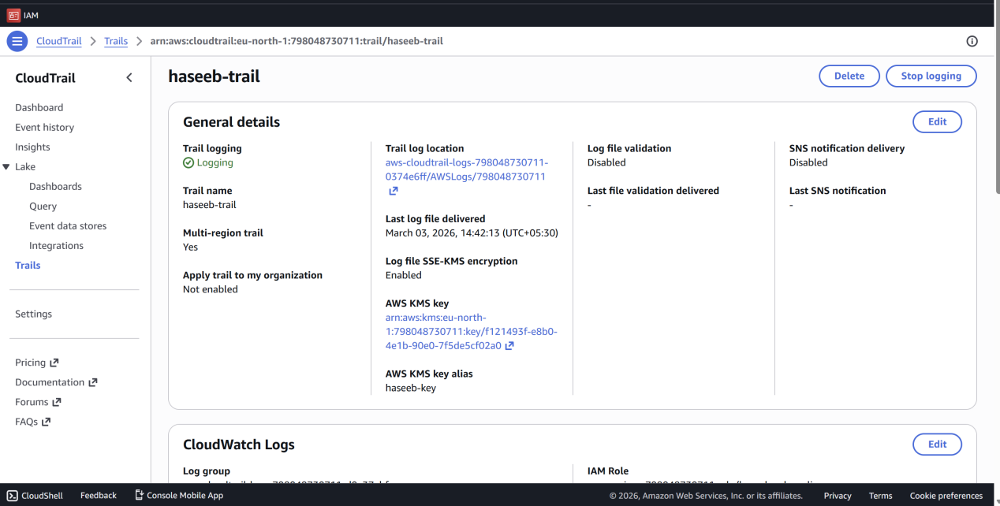 IAM
CloudTrail > Trails > arn:aws:cloudtrail:eu-north-1:798048730711:trail/haseeb-trail
CloudTrail
Dashboard
Event history
Insights
Lake
Dashboards
Query
Event data stores
Integrations
Trails
Settings
Pricing
Documentation
Forums
FAQs
haseeb-trail
Delete
Stop logging
General details
Edit
Trail logging
Logging
Trail name
haseeb-trail
Multi-region trail
Yes
Apply trail to my organization
Not enabled
Trail log location
aws-cloudtrail-logs-798048730711-
0374e6ff/AWSLogs/798048730711
Last log file delivered
March 03, 2026, 14:42:13 (UTC+05:30)
Log file SSE-KMS encryption
Enabled
AWS KMS key
arn:aws:kms:eu-north-
1:798048730711:key/f121493f-e8b0-
4e1b-90e0-7f5de5cf02a0
AWS KMS key alias
haseeb-key
Log file validation
Disabled
Last file validation delivered
-
SNS notification delivery
Disabled
Last SNS notification
-
CloudWatch Logs
Edit
Log group
IAM Role
CloudShell
Feedback
Console Mobile App
© 2026, Amazon Web Services, Inc. or its affiliates.
Privacy
Terms
Cookie preferences